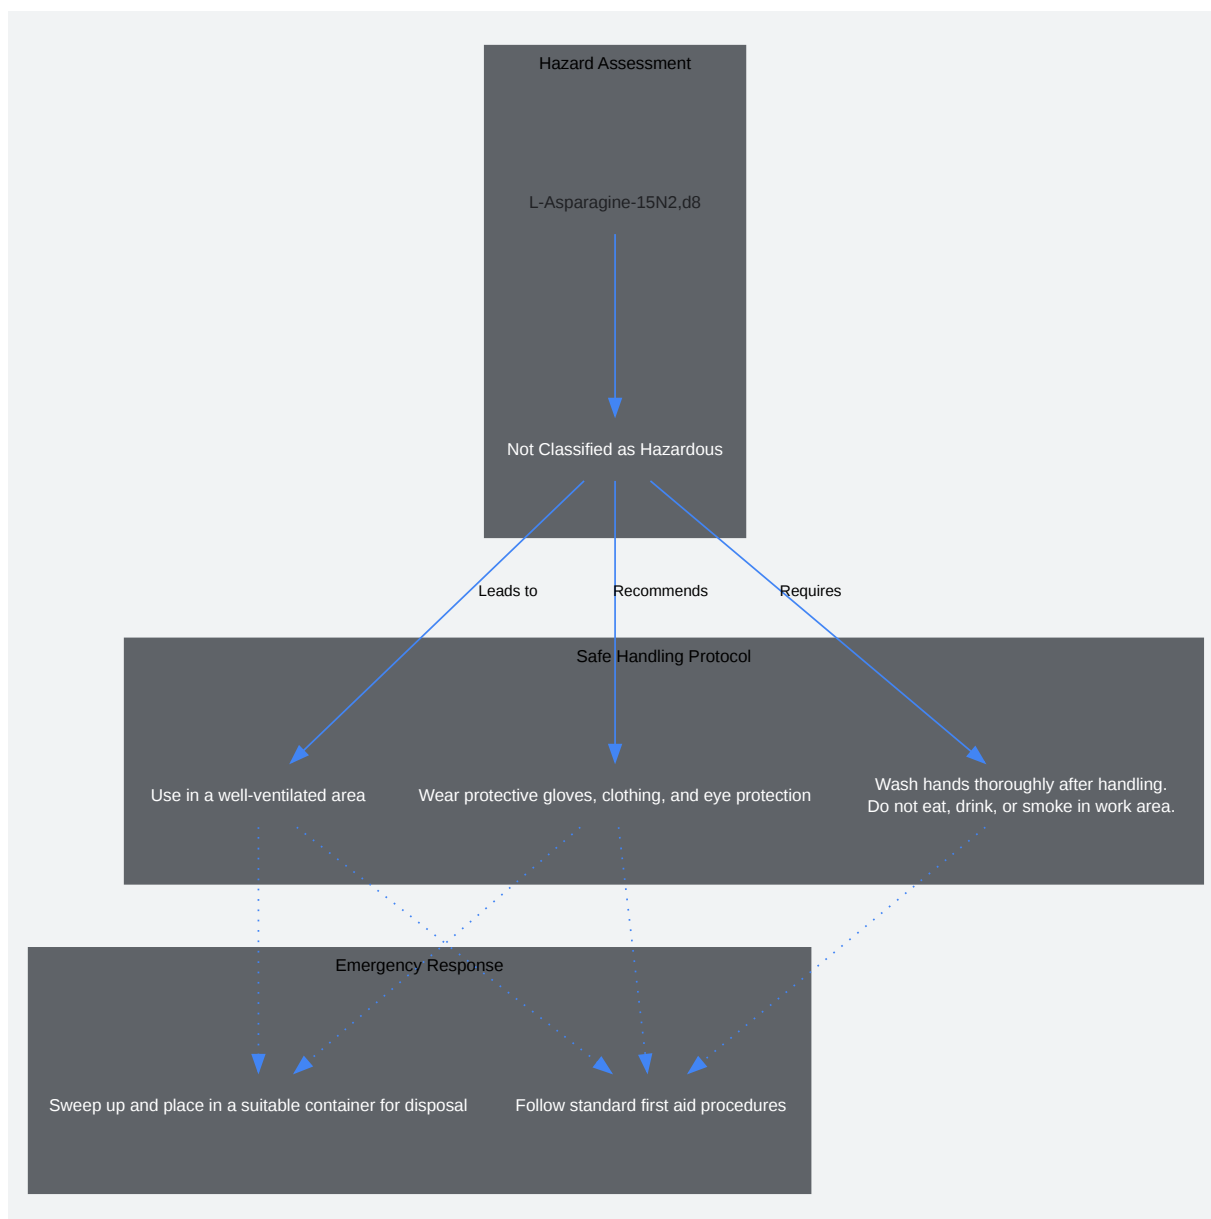 Hazard Assessment
L-Asparagine-15N2,d8
Not Classified as Hazardous
Leads to
Recommends
Requires
Safe Handling Protocol
Use in a well-ventilated area
Wear protective gloves, clothing, and eye protection
Wash hands thoroughly after handling.
Do not eat, drink, or smoke in work area.
Emergency Response
Sweep up and place in a suitable container for disposal
Follow standard first aid procedures